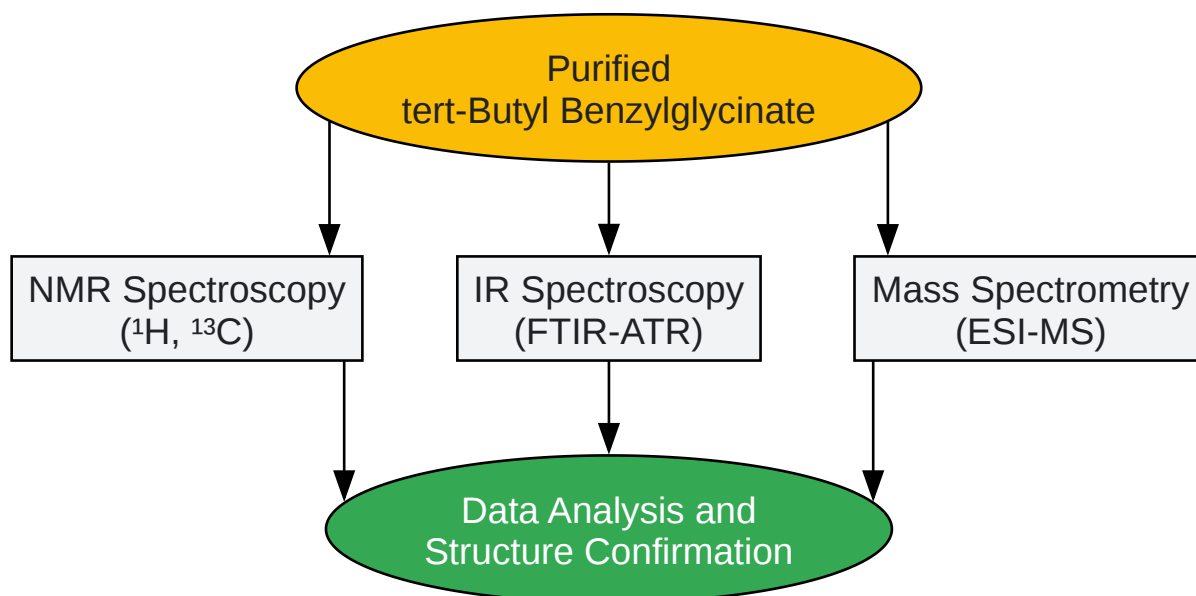 Purified
tert-Butyl Benzylglycinate
NMR Spectroscopy
(¹H, ¹³C)
IR Spectroscopy
(FTIR-ATR)
Mass Spectrometry
(ESI-MS)
Data Analysis and
Structure Confirmation